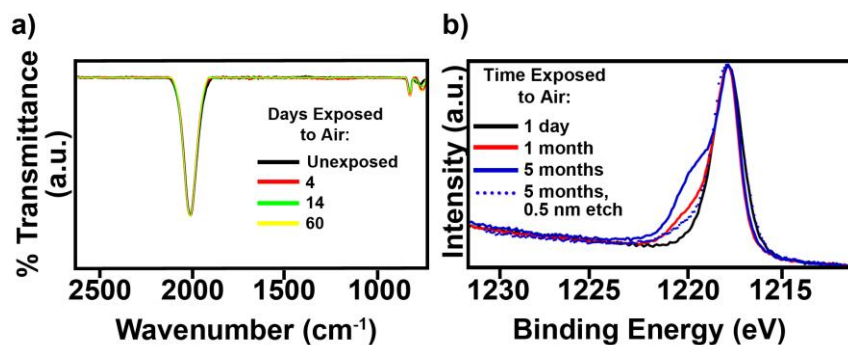 a)
% Transmittance
(a.u.)
Days Exposed
to Air:
Unexposed
4
14
60
2500 2000 1500 1000
Wavenumber (cm⁻¹)
b)
Intensity (a.u.)
Time Exposed
to Air:
1 day
1 month
5 months
5 months,
0.5 nm etch
1230 1225 1220 1215
Binding Energy (eV)